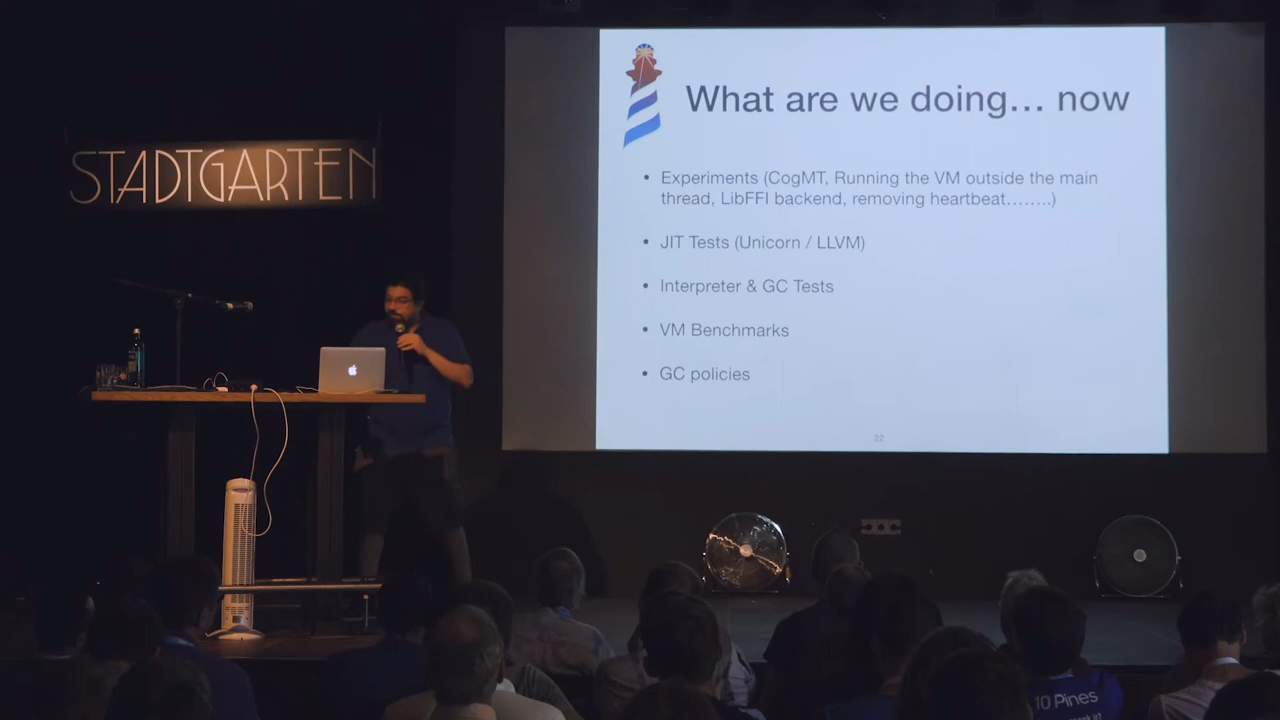 STADTGARTEN
What are we doing... now
• Experiments (CogMT, Running the VM outside the main
thread, LibFFI backend, removing heartbeat........)
• JIT Tests (Unicorn / LLVM)
• Interpreter & GC Tests
• VM Benchmarks
• GC policies
22
10 Pines